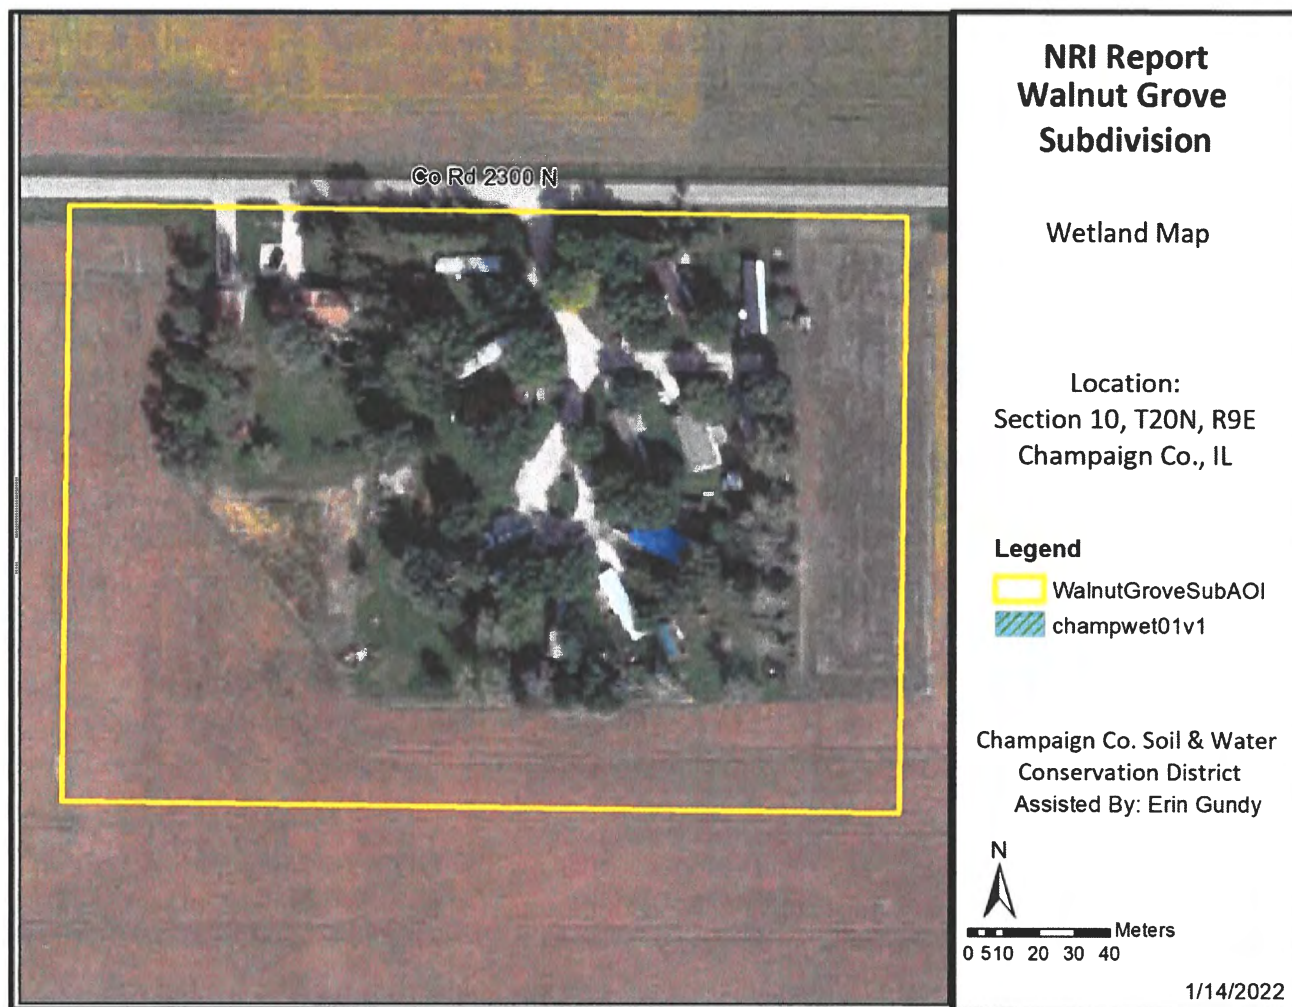 Co Rd 2300 N
NRI Report
Walnut Grove
Subdivision
Wetland Map
Location:
Section 10, T20N, R9E
Champaign Co., IL
Legend
WalnutGroveSubAOI
champwet01v1
Champaign Co. Soil & Water
Conservation District
Assisted By: Erin Gundy
N
Meters
0 510 20 30 40
1/14/2022